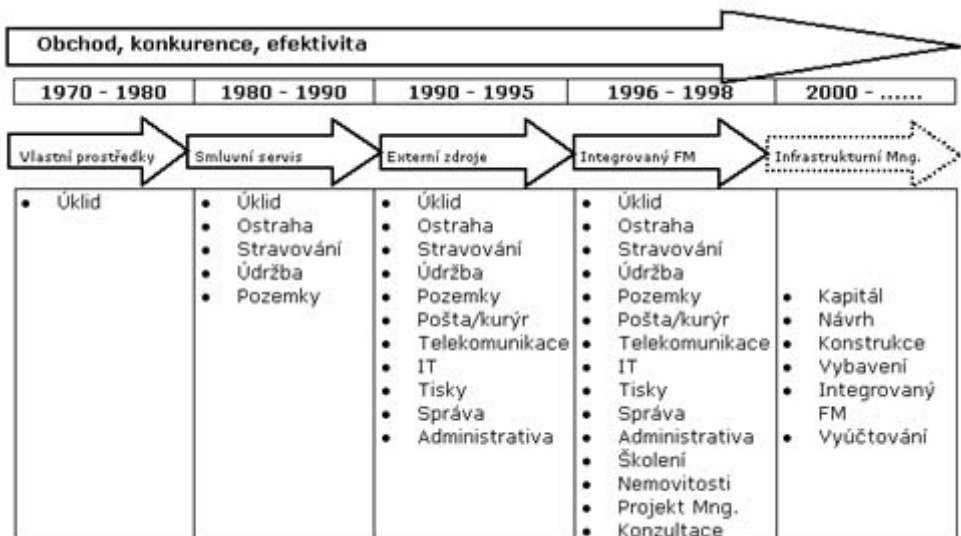 Obchod, konkurence, efektivita
1970 - 1980
1980 - 1990
1990 - 1995
1996 - 1998
2000 - ......
Vlastní prostředky
Smluvní servis
Externí zdroje
Integrovaný FM
Infrastrukturní Mng.
Úklid
Úklid
Ostraha
Stravování
Údržba
Pozemky
Úklid
Ostraha
Stravování
Údržba
Pozemky
Pošta/kurýr
Telekomunikace
IT
Tisky
Správa
Administrativa
Úklid
Ostraha
Stravování
Údržba
Pozemky
Pošta/kurýr
Telekomunikace
IT
Tisky
Správa
Administrativa
Školení
Nemovitosti
Projekt Mng.
Konzultace
Kapitál
Návrh
Konstrukce
Vybavení
Integrovaný
FM
Vyúčtování